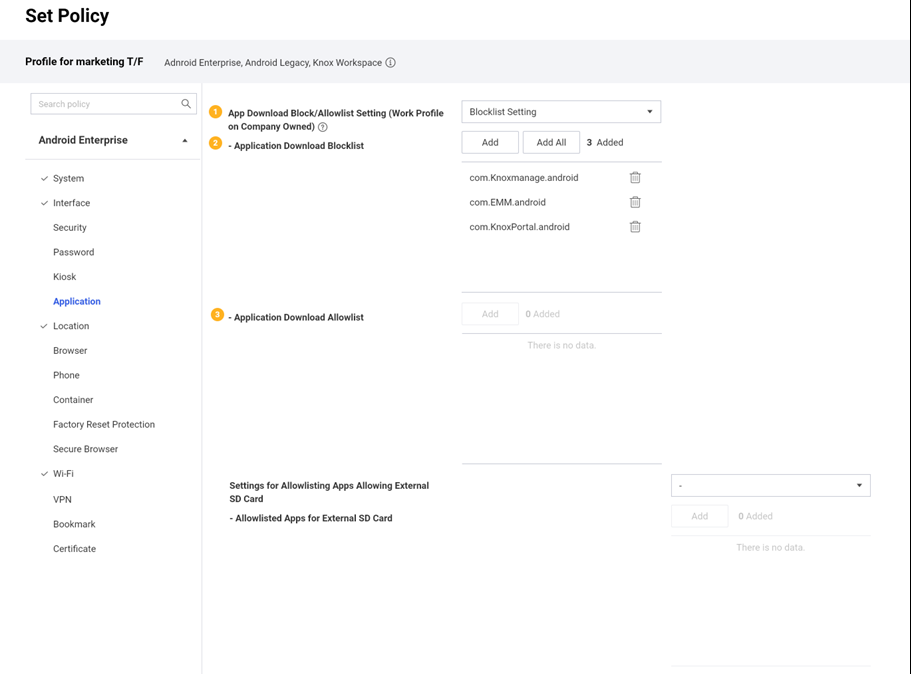 Set Policy
Profile for marketing T/F
Adnroid Enterprise, Android Legacy, Knox Workspace
Search policy
Android Enterprise
System
Interface
Security
Password
Kiosk
Application
Location
Browser
Phone
Container
Factory Reset Protection
Secure Browser
Wi-Fi
VPN
Bookmark
Certificate
1 App Download Block/Allowlist Setting (Work Profile
on Company Owned) ?
Blocklist Setting
2 - Application Download Blocklist
Add Add All 3 Added
com.Knoxmanage.android
com.EMM.android
com.KnoxPortal.android
3 - Application Download Allowlist
Add 0 Added
There is no data.
Settings for Allowlisting Apps Allowing External
SD Card
-
- Allowlisted Apps for External SD Card
Add 0 Added
There is no data.